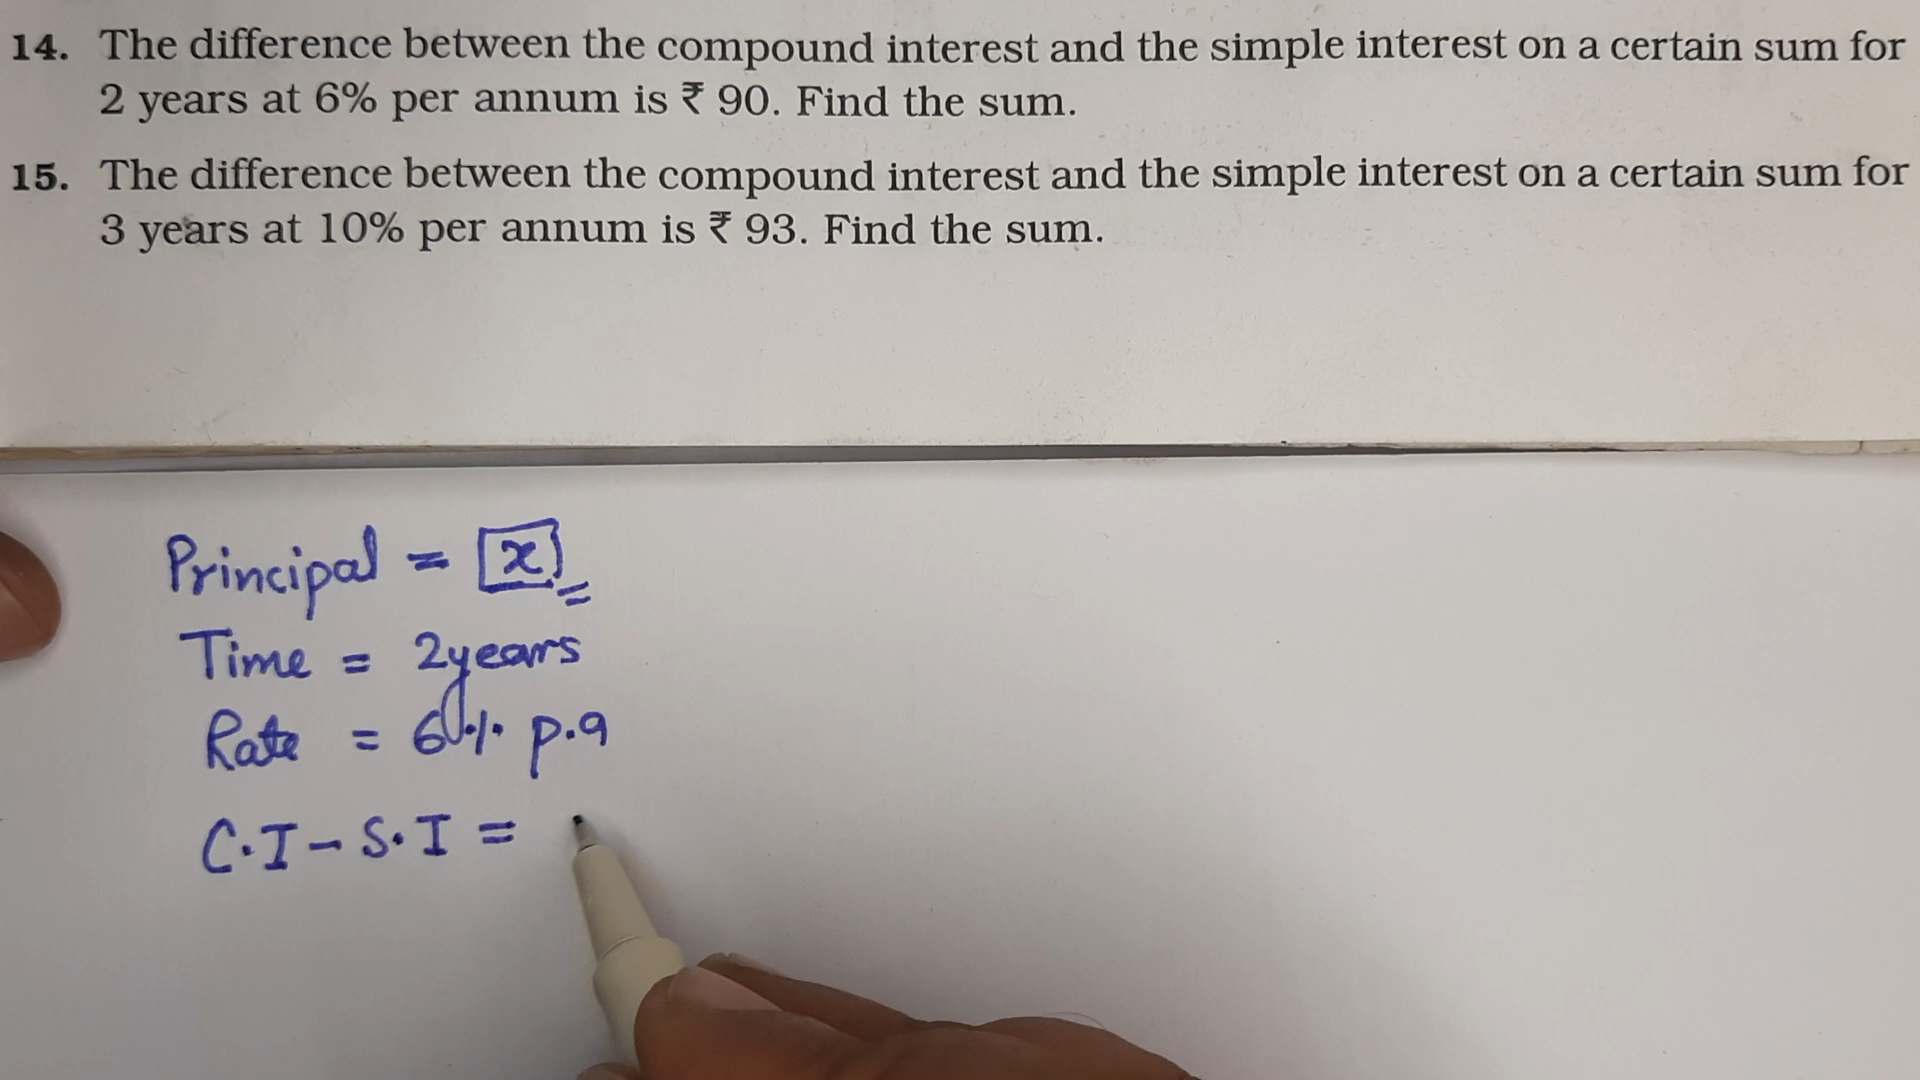 14. The difference between the compound interest and the simple interest on a certain sum for
2 years at 6% per annum is ₹ 90. Find the sum.
15. The difference between the compound interest and the simple interest on a certain sum for
3 years at 10% per annum is ₹ 93. Find the sum.
Principal = x
Time = 2years
Rate = 6% p.a
C.I - S.I =